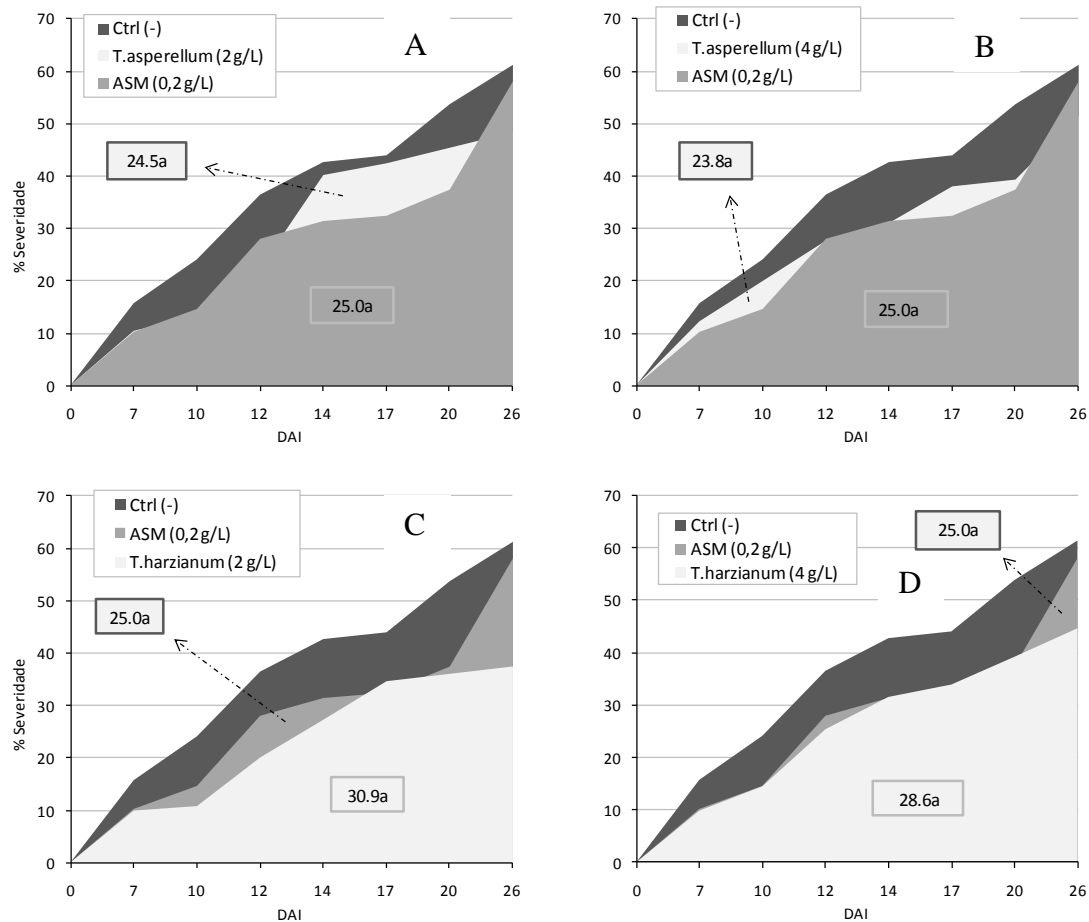 A
Ctrl (-)
T.asperellum (2 g/L)
ASM (0,2 g/L)
% Severidade
70
60
50
40
30
20
10
0
24.5a
25.0a
0 7 10 12 14 17 20 26
DAI
B
Ctrl (-)
T.asperellum (4 g/L)
ASM (0,2 g/L)
70
60
50
40
30
20
10
0
23.8a
25.0a
0 7 10 12 14 17 20 26
DAI
C
Ctrl (-)
ASM (0,2 g/L)
T.harzianum (2 g/L)
% Severidade
70
60
50
40
30
20
10
0
25.0a
30.9a
0 7 10 12 14 17 20 26
DAI
D
Ctrl (-)
ASM (0,2 g/L)
T.harzianum (4 g/L)
70
60
50
40
30
20
10
0
25.0a
28.6a
0 7 10 12 14 17 20 26
DAI